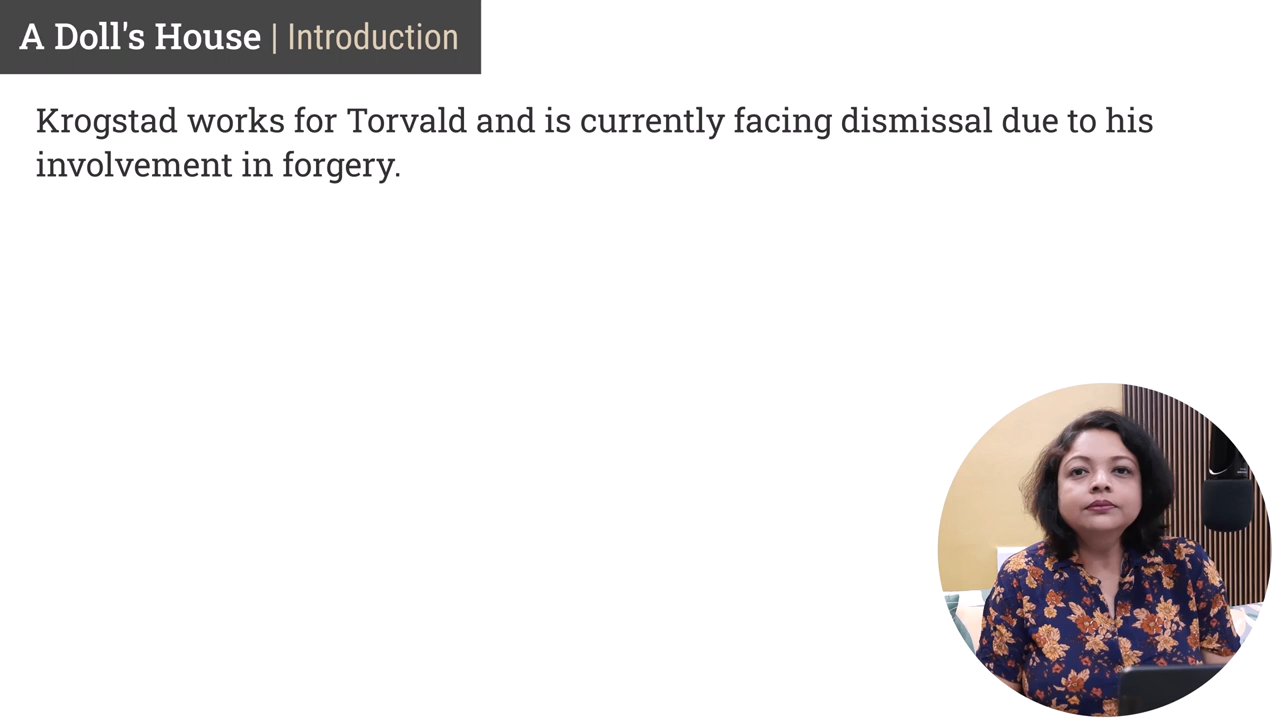 A Doll's House | Introduction
Krogstad works for Torvald and is currently facing dismissal due to his
involvement in forgery.